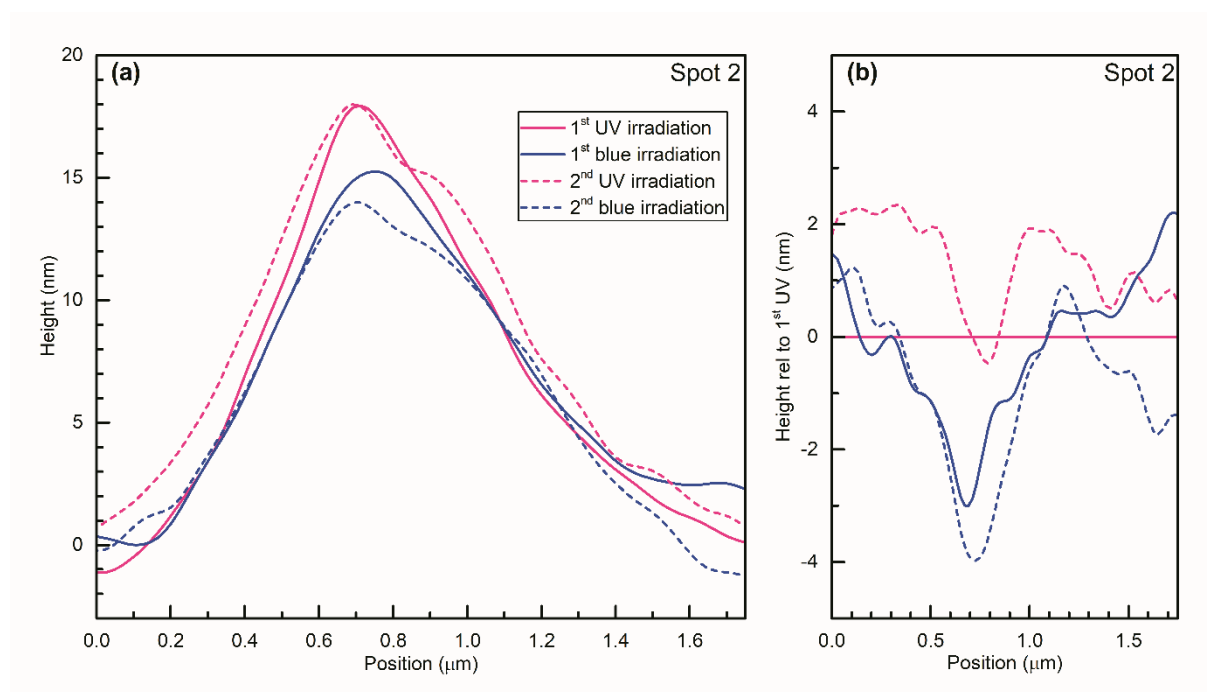 (a)
Spot 2
Height (nm)
20
15
10
5
0
1st UV irradiation
1st blue irradiation
2nd UV irradiation
2nd blue irradiation
0.0 0.2 0.4 0.6 0.8 1.0 1.2 1.4 1.6
Position (μm)
(b)
Spot 2
Height rel to 1st UV (nm)
4
2
0
-2
-4
0.0 0.5 1.0 1.5
Position (μm)